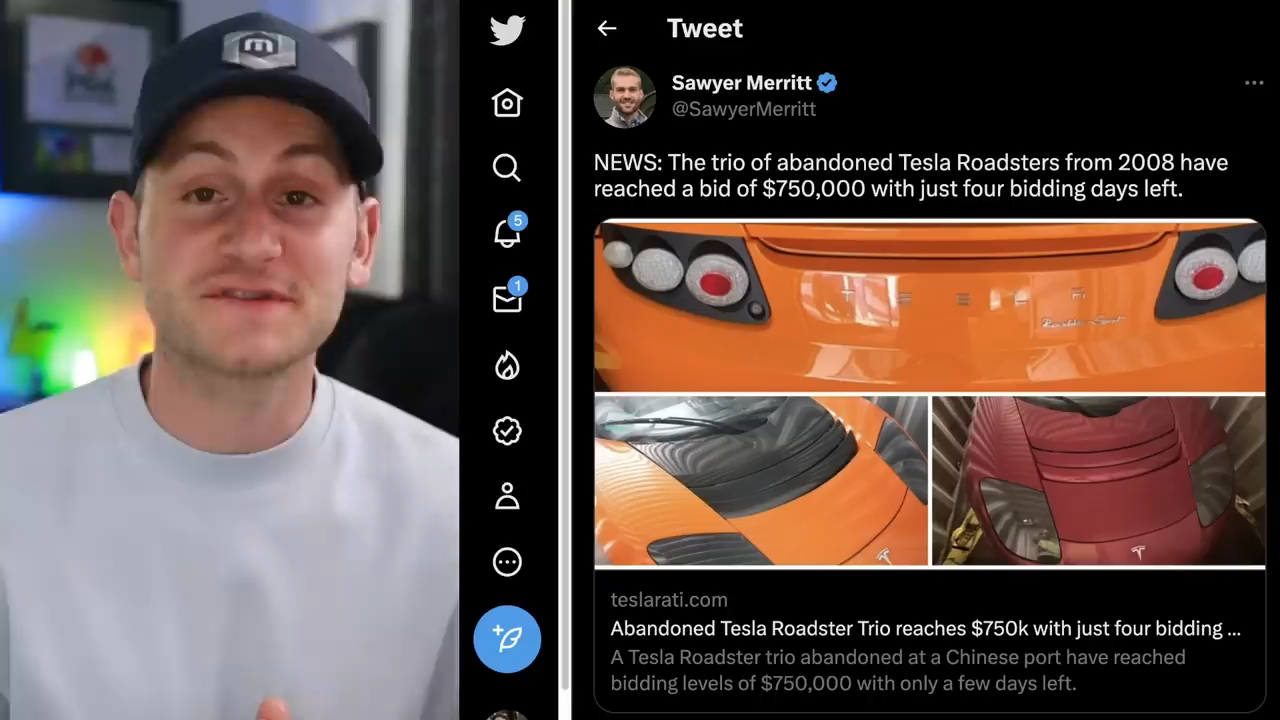 Tweet
Sawyer Merritt
@SawyerMerritt
NEWS: The trio of abandoned Tesla Roadsters from 2008 have
reached a bid of $750,000 with just four bidding days left.
5
1
TESLA
Roadster Sport
teslarati.com
Abandoned Tesla Roadster Trio reaches $750k with just four bidding ...
A Tesla Roadster trio abandoned at a Chinese port have reached
bidding levels of $750,000 with only a few days left.